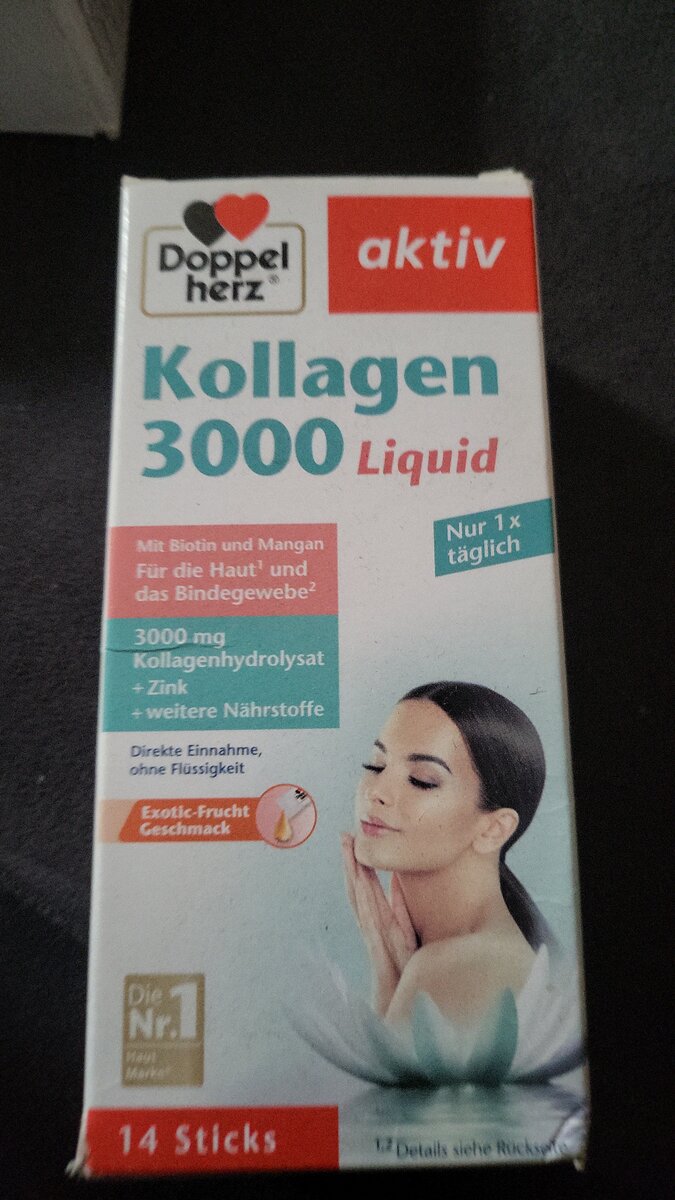 Doppel
herz®
aktiv
Kollagen
3000 Liquid
Nur 1x
täglich
Mit Biotin und Mangan
Für die Haut¹ und
das Bindegewebe²
3000 mg
Kollagenhydrolysat
+ Zink
+ weitere Nährstoffe
Direkte Einnahme,
ohne Flüssigkeit
Exotic-Frucht
Geschmack
Die
Nr.1
Haut
14 Sticks
1,2 Details siehe Rückseite